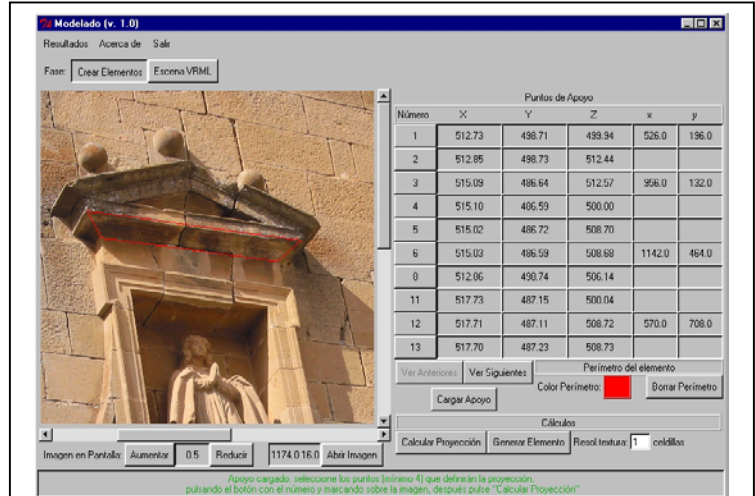 Modelado (v. 1.0)
Resultados Acerca de Salir
Fase: Crear Elementos Escena VRML
Puntos de Apoyo
Número X Y Z x y
1 512.73 498.71 499.94 526.0 196.0
2 512.85 498.73 512.44
3 515.09 486.64 512.57 956.0 132.0
4 515.10 486.59 500.00
5 515.02 486.72 508.70
6 515.03 486.59 508.68 1142.0 464.0
8 512.86 498.74 506.14
11 517.73 487.15 500.04
12 517.71 487.11 508.72 570.0 708.0
13 517.70 487.23 508.73
Ver Anteriores Ver Siguientes Perímetro del elemento
Cargar Apoyo Color Perímetro: Borrar Perímetro
Cálculos
Calcular Proyección Generar Elemento Resol.textura: 1 celdillas
Imagen en Pantalla: Aumentar 0.5 Reducir 1174.0 16.0 Abrir Imagen
Apoyo cargado, seleccione los puntos (mínimo 4) que definirán la proyección,
pulsando el botón con el número y marcando sobre la imagen, después pulse "Calcular Proyección"